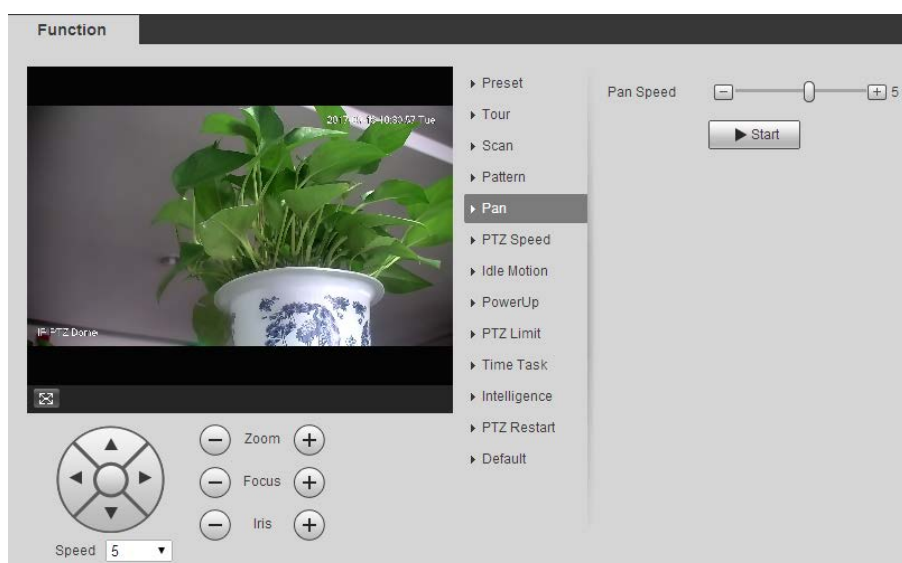 Function
Tue
PTZ Done
Preset
Tour
Scan
Pattern
Pan
PTZ Speed
Idle Motion
PowerUp
PTZ Limit
Time Task
Intelligence
PTZ Restart
Default
Pan Speed
5
Start
Zoom
Focus
Iris
Speed 5